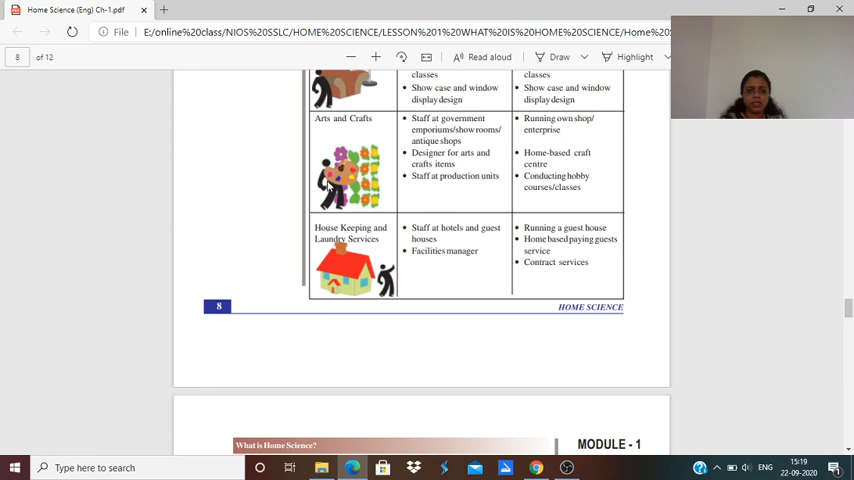 Home Science (Eng) Ch-1.pdf
File
E:/online%20class/NIOS%20SSLC/HOME%20SCIENCE/LESSON%201%20WHAT%20IS%20HOME%20SCIENCE/Home%20S
8
of 12
Read aloud
Draw
Highlight
classes
• Show case and window
display design
classes
• Show case and window
display design
Arts and Crafts
• Staff at government
emporiums/show rooms/
antique shops
• Designer for arts and
crafts items
• Staff at production units
• Running own shop/
enterprise
• Home-based craft
centre
• Conducting hobby
courses/classes
House Keeping and
Laundry Services
• Staff at hotels and guest
houses
• Facilities manager
• Running a guest house
• Home based paying guests
service
• Contract services
8
HOME SCIENCE
What is Home Science?
MODULE - 1
Type here to search
ENG
15:19
22-09-2020